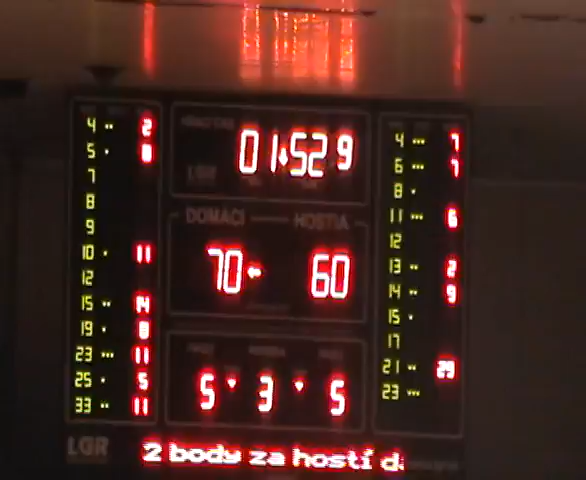 4 •• 2
5 • 8
7
8
9
10 • 11
12
15 •• 14
19 • 8
23 ••• 11
25 • 5
33 •• 11
01:52 9
DOMÁCI HOSTIA
70 60
5 3 5
4 ••• 7
6 ••• 7
8 •
11 ••• 6
12
13 •• 2
14 •• 9
15 •
17
21 •• 29
23 •••
LGR
2 body za hostí d